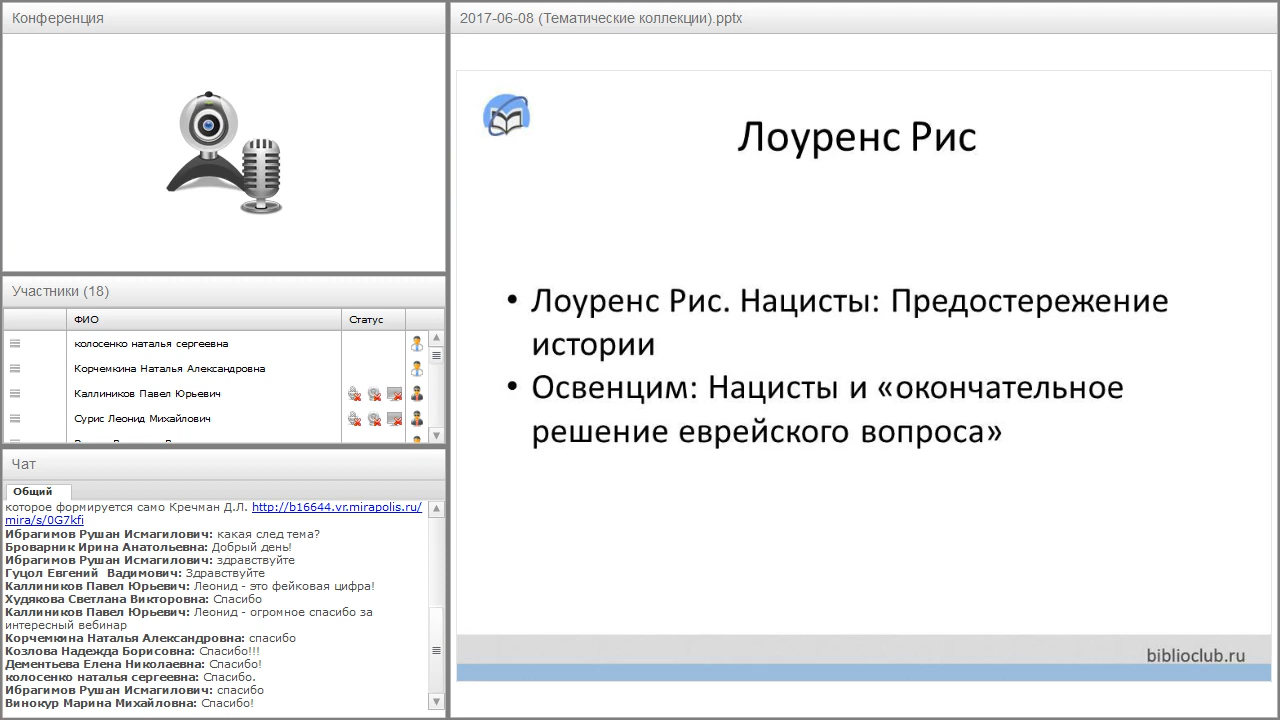 Конференция
Участники (18)
ФИО
Статус
колосенко наталья сергеевна
Корчемкина Наталья Александровна
Каллиников Павел Юрьевич
Сурис Леонид Михайлович
Чат
Общий
которое формируется само Кречман Д.Л. http://b16644.vr.mirapolis.ru/
mira/s/0G7kfi
Ибрагимов Рушан Исмагилович: какая след тема?
Броварник Ирина Анатольевна: Добрый день!
Ибрагимов Рушан Исмагилович: здравствуйте
Гуцол Евгений Вадимович: Здравствуйте
Каллиников Павел Юрьевич: Леонид - это фейковая цифра!
Худякова Светлана Викторовна: Спасибо
Каллиников Павел Юрьевич: Леонид - огромное спасибо за
интересный вебинар
Корчемкина Наталья Александровна: спасибо
Козлова Надежда Борисовна: Спасибо!!!
Дементьева Елена Николаевна: Спасибо!
колосенко наталья сергеевна: Спасибо.
Ибрагимов Рушан Исмагилович: спасибо
Винокур Марина Михайловна: Спасибо!
2017-06-08 (Тематические коллекции).pptx
Лоуренс Рис
• Лоуренс Рис. Нацисты: Предостережение
истории
• Освенцим: Нацисты и «окончательное
решение еврейского вопроса»
biblioclub.ru